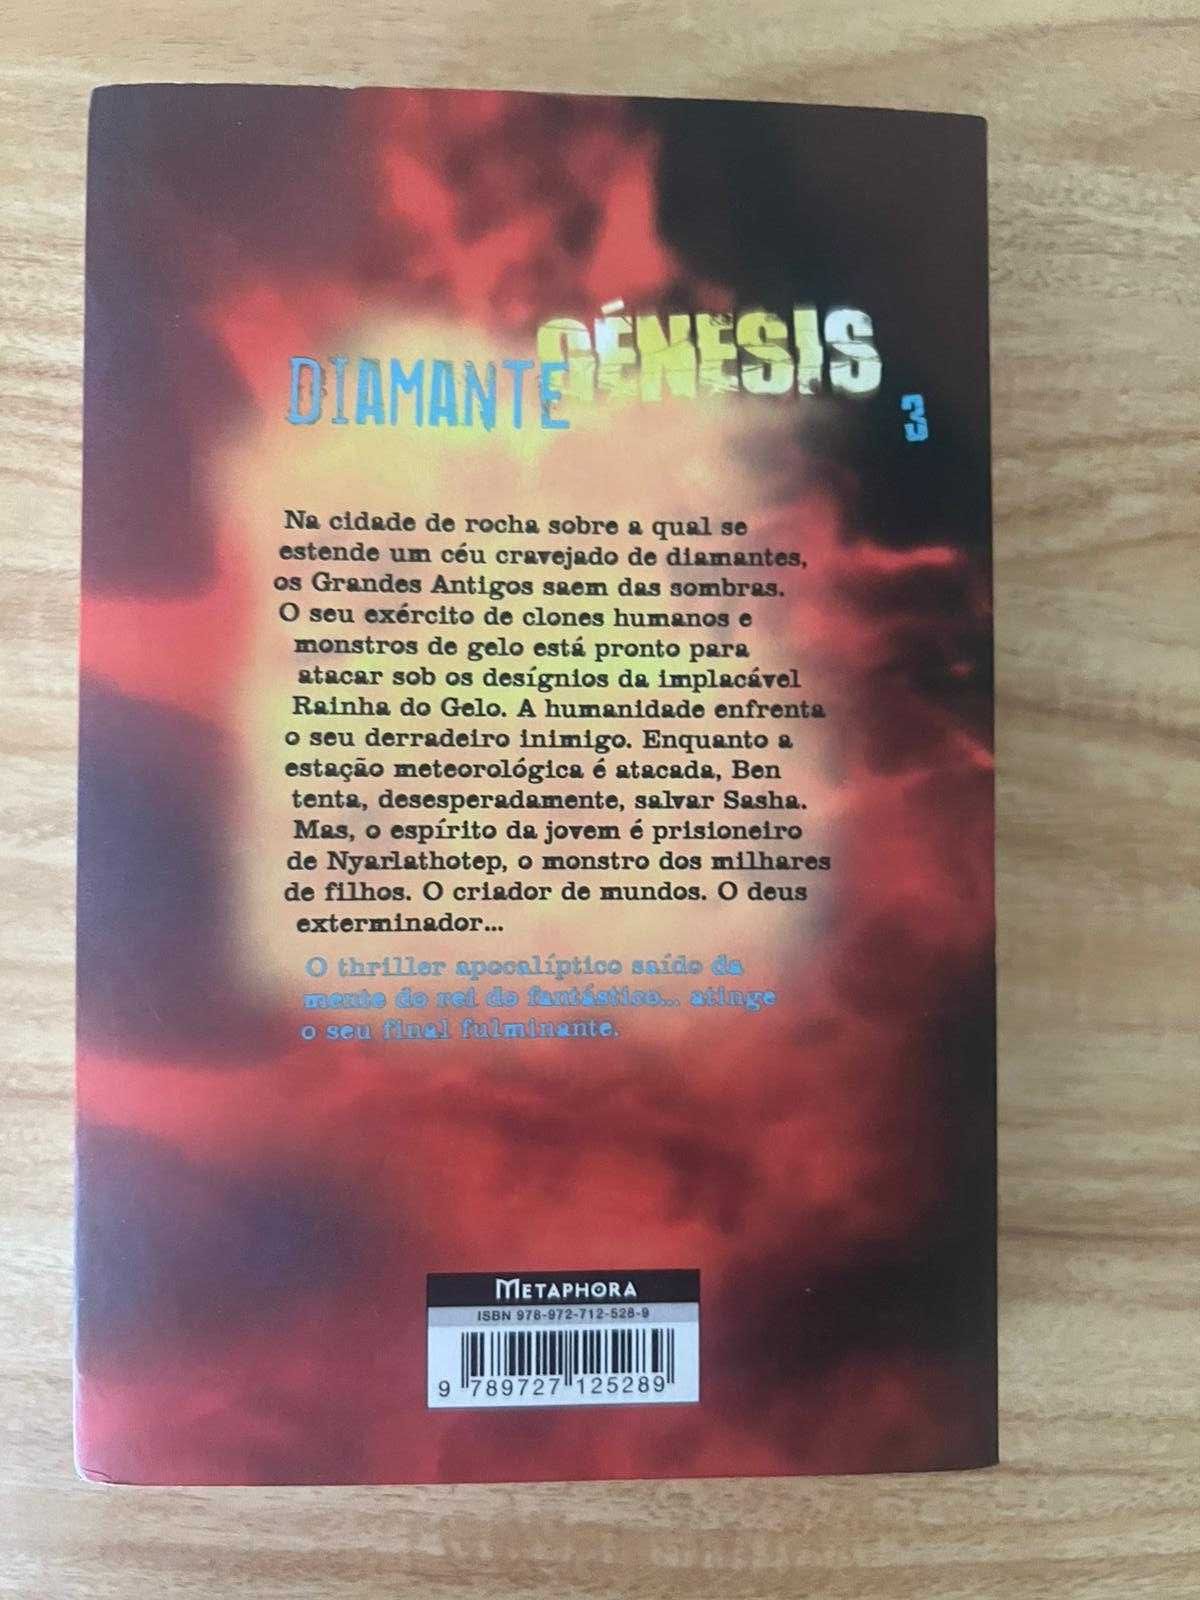 DIAMANTE GÉNESIS
3
Na cidade de rocha sobre a qual se
estende um céu cravejado de diamantes,
os Grandes Antigos saem das sombras.
O seu exército de clones humanos e
monstros de gelo está pronto para
atacar sob os desígnios da implacável
Rainha do Gelo. A humanidade enfrenta
o seu derradeiro inimigo. Enquanto a
estação meteorológica é atacada, Ben
tenta, desesperadamente, salvar Sasha.
Mas, o espírito da jovem é prisioneiro
de Nyarlathotep, o monstro dos milhares
de filhos. O criador de mundos. O deus
exterminador...
O thriller apocalíptico saído da
mente do rei do fantástico... atinge
o seu final fulminante.
METAPHORA
ISBN 978-972-712-528-9
9 789727 125289